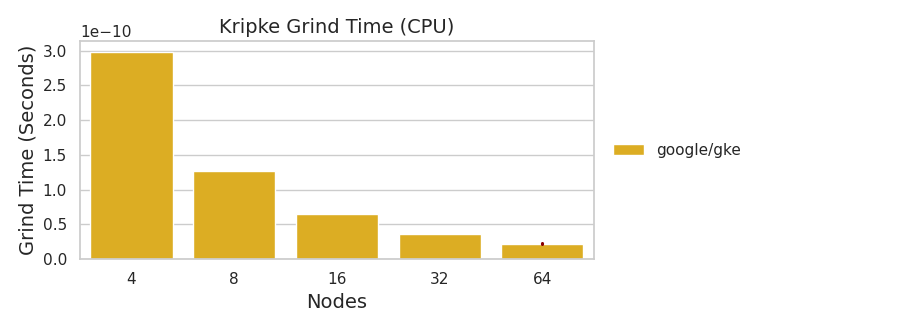 Kripke Grind Time (CPU)
1e−10
Grind Time (Seconds)
3.0
2.5
2.0
1.5
1.0
0.5
0.0
4 8 16 32 64
Nodes
google/gke